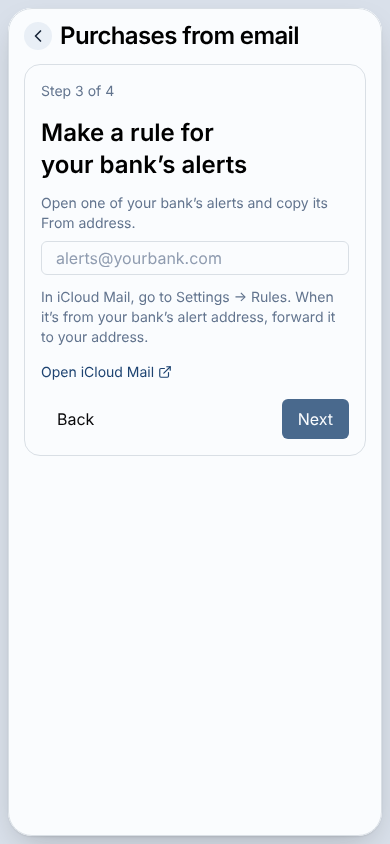 Purchases from email
Step 3 of 4
Make a rule for
your bank’s alerts
Open one of your bank’s alerts and copy its
From address.
alerts@yourbank.com
In iCloud Mail, go to Settings → Rules. When
it’s from your bank’s alert address, forward it
to your address.
Open iCloud Mail
Back
Next